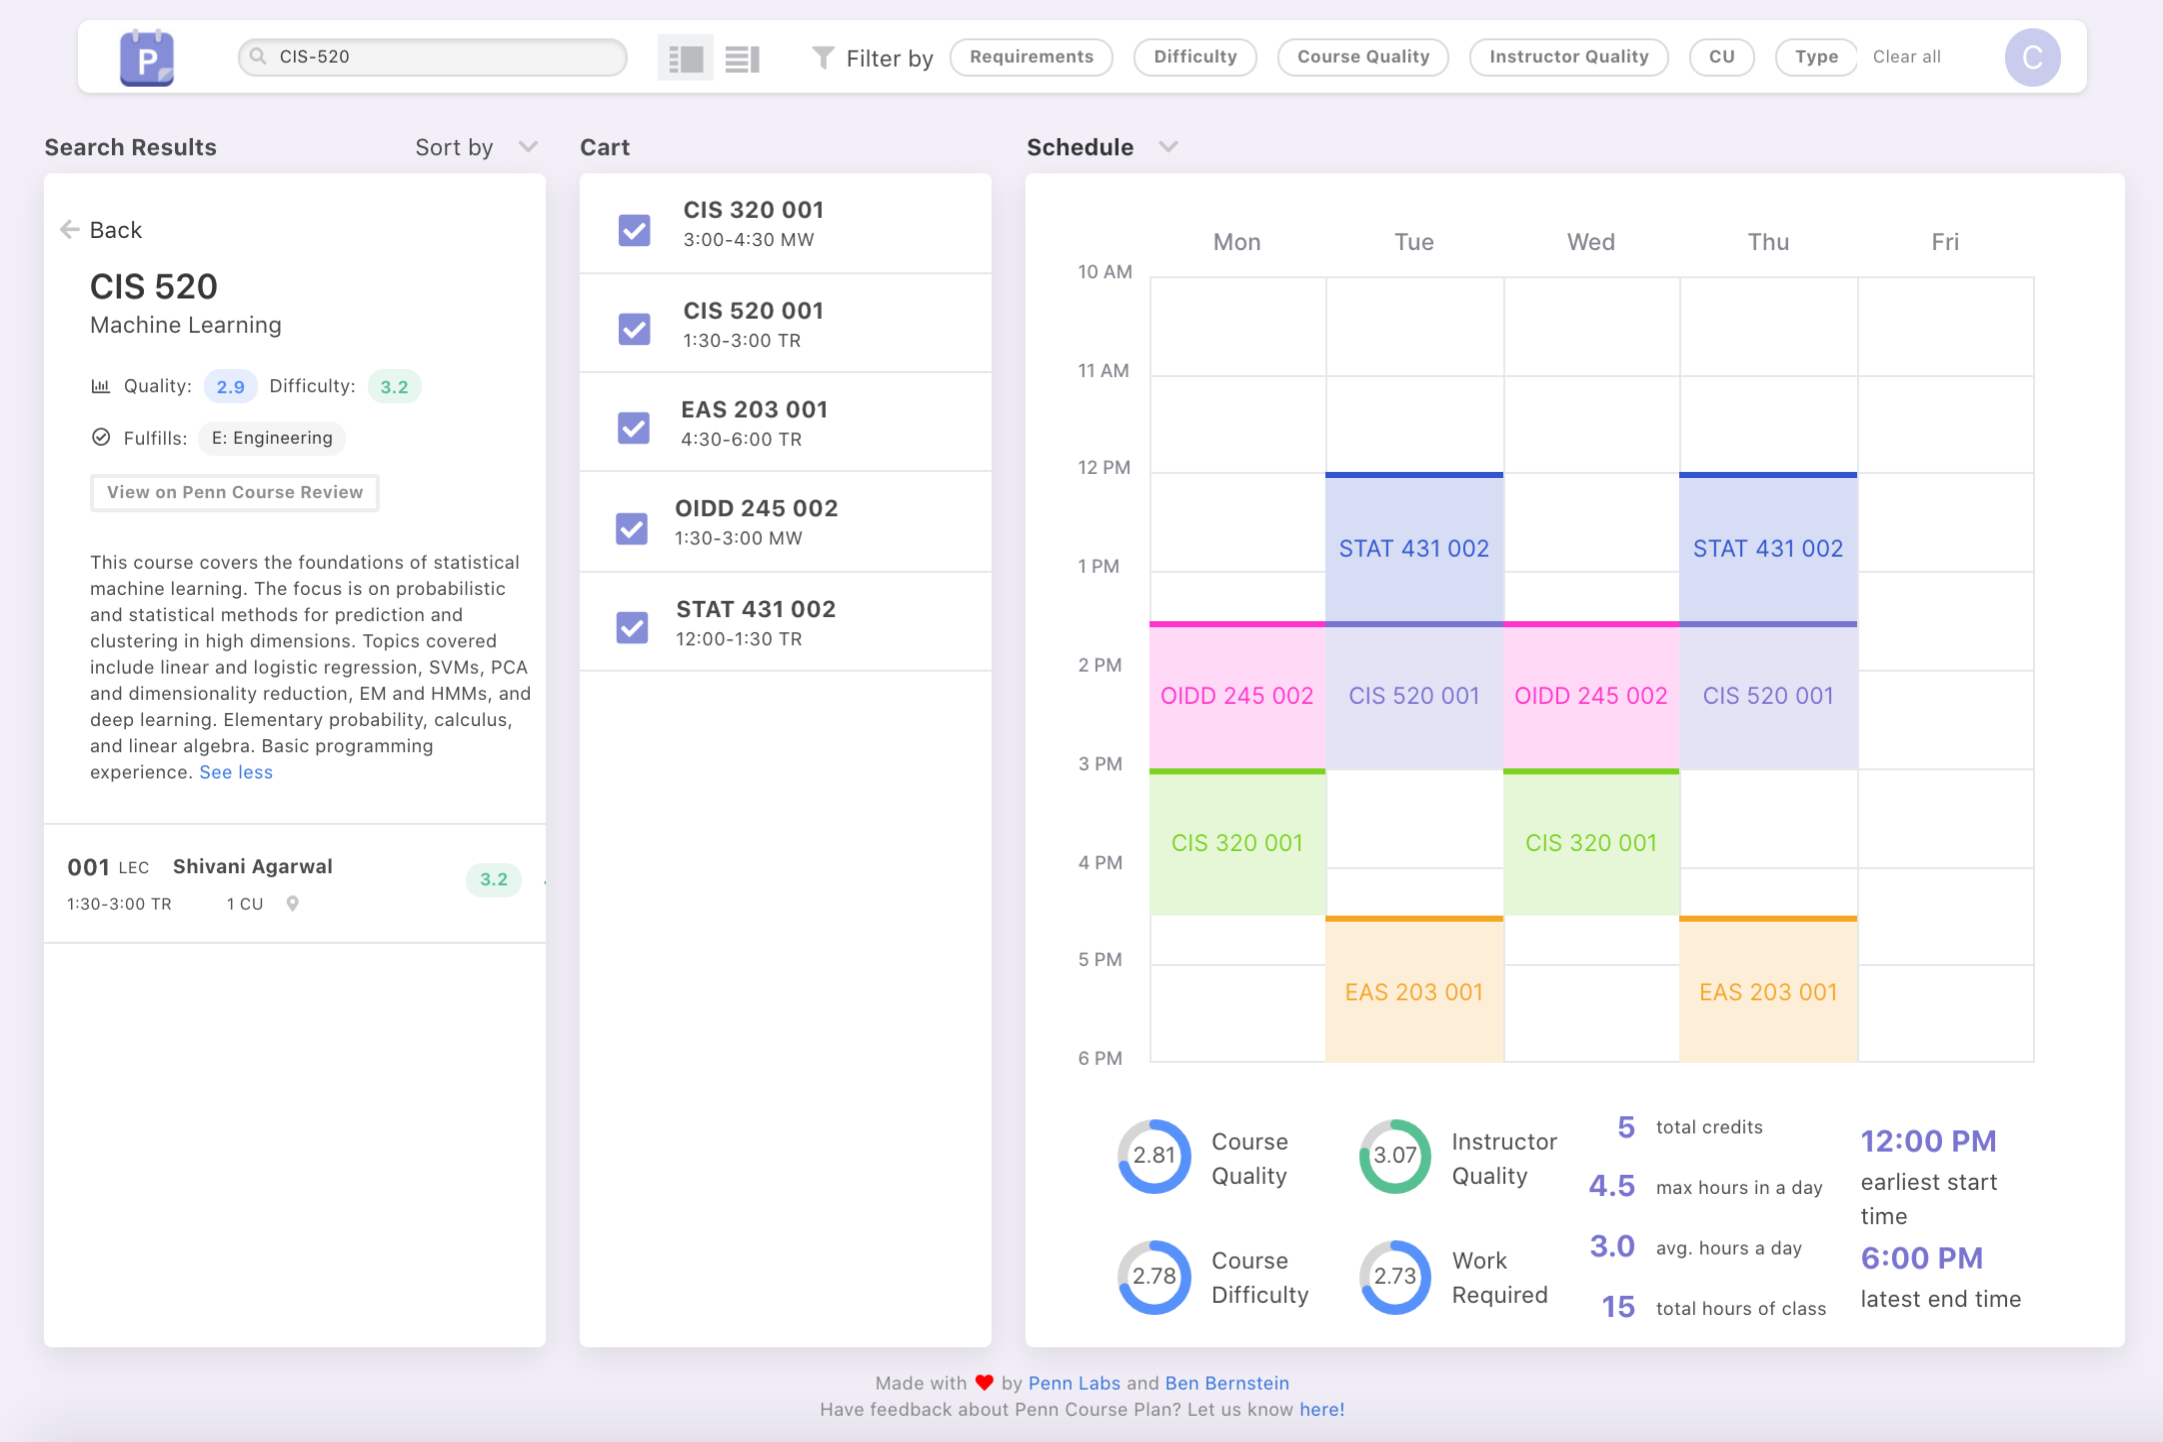 P
CIS-520
Filter by
Requirements
Difficulty
Course Quality
Instructor Quality
CU
Type
Clear all
C
Search Results
Sort by
Back
CIS 520
Machine Learning
Quality: 2.9 Difficulty: 3.2
Fulfills: E: Engineering
View on Penn Course Review
This course covers the foundations of statistical
machine learning. The focus is on probabilistic
and statistical methods for prediction and
clustering in high dimensions. Topics covered
include linear and logistic regression, SVMs, PCA
and dimensionality reduction, EM and HMMs, and
deep learning. Elementary probability, calculus,
and linear algebra. Basic programming
experience. See less
001 LEC Shivani Agarwal
3.2
1:30-3:00 TR 1 CU
Cart
CIS 320 001
3:00-4:30 MW
CIS 520 001
1:30-3:00 TR
EAS 203 001
4:30-6:00 TR
OIDD 245 002
1:30-3:00 MW
STAT 431 002
12:00-1:30 TR
Schedule
Mon Tue Wed Thu Fri
10 AM
11 AM
12 PM
STAT 431 002 STAT 431 002
1 PM
2 PM
OIDD 245 002 CIS 520 001 OIDD 245 002 CIS 520 001
3 PM
CIS 320 001 CIS 320 001
4 PM
5 PM
EAS 203 001 EAS 203 001
6 PM
2.81
Course
Quality
3.07
Instructor
Quality
2.78
Course
Difficulty
2.73
Work
Required
5 total credits
4.5 max hours in a day
3.0 avg. hours a day
15 total hours of class
12:00 PM
earliest start
time
6:00 PM
latest end time
Made with ❤ by Penn Labs and Ben Bernstein
Have feedback about Penn Course Plan? Let us know here!